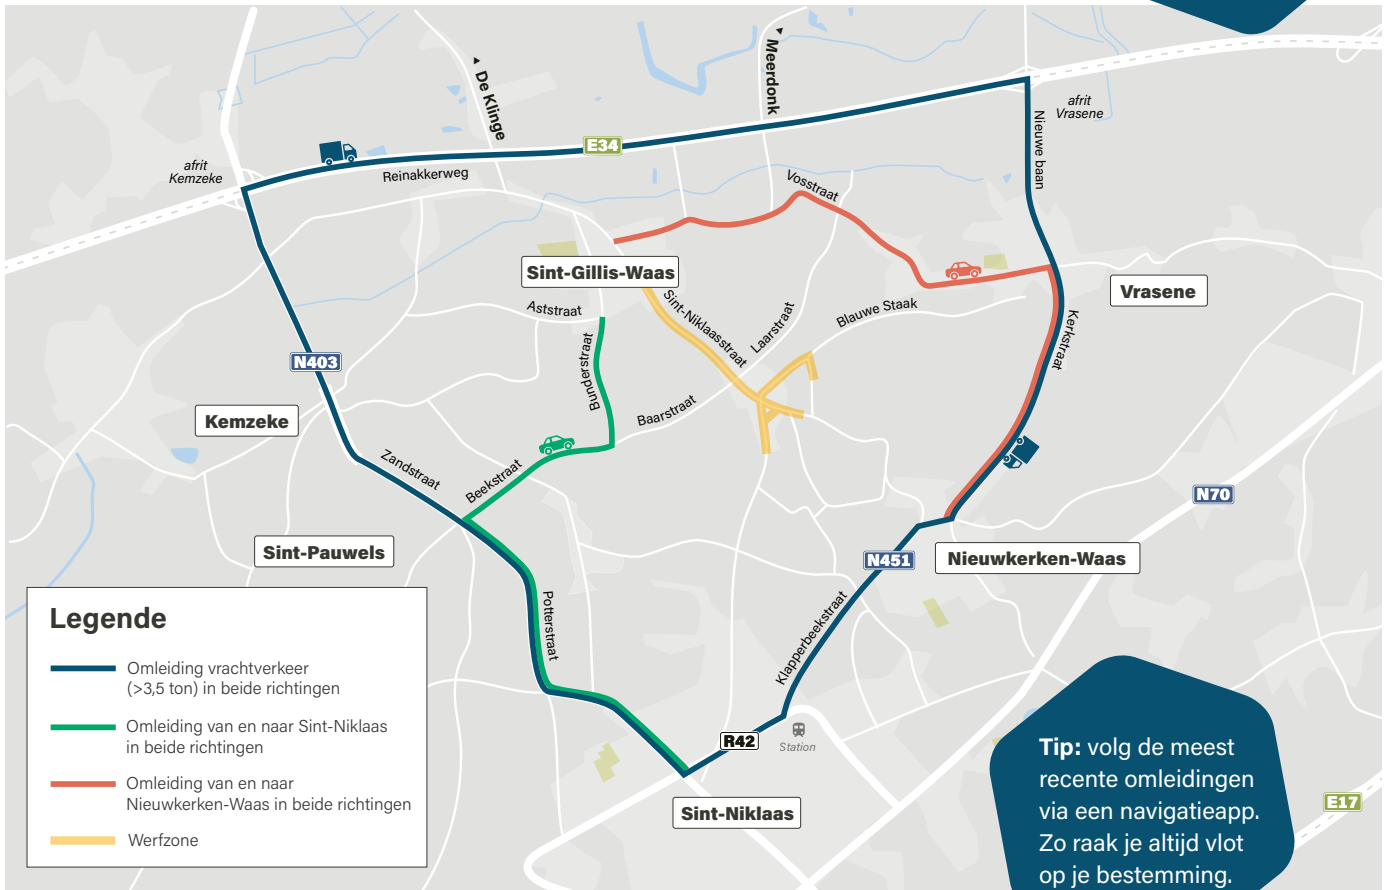 Meerdonk
De Klinge
afrit
Vrasene
afrit
Kemzeke
E34
Reinakkerweg
Nieuwe baan
Vosstraat
Sint-Gillis-Waas
Vrasene
Aststraat
Sint-Niklaasstraat
Laarstraat
Blauwe Staak
Kerkstraat
N403
Bunderstraat
Kemzeke
Baarstraat
Zandstraat
Beekstraat
N70
Sint-Pauwels
N451
Nieuwkerken-Waas
Potterstraat
Klapperbeekstraat
R42
Station
Sint-Niklaas
E17
Legende
Omleiding vrachtverkeer
(>3,5 ton) in beide richtingen
Omleiding van en naar Sint-Niklaas
in beide richtingen
Omleiding van en naar
Nieuwkerken-Waas in beide richtingen
Werfzone
Tip: volg de meest
recente omleidingen
via een navigatieapp.
Zo raak je altijd vlot
op je bestemming.